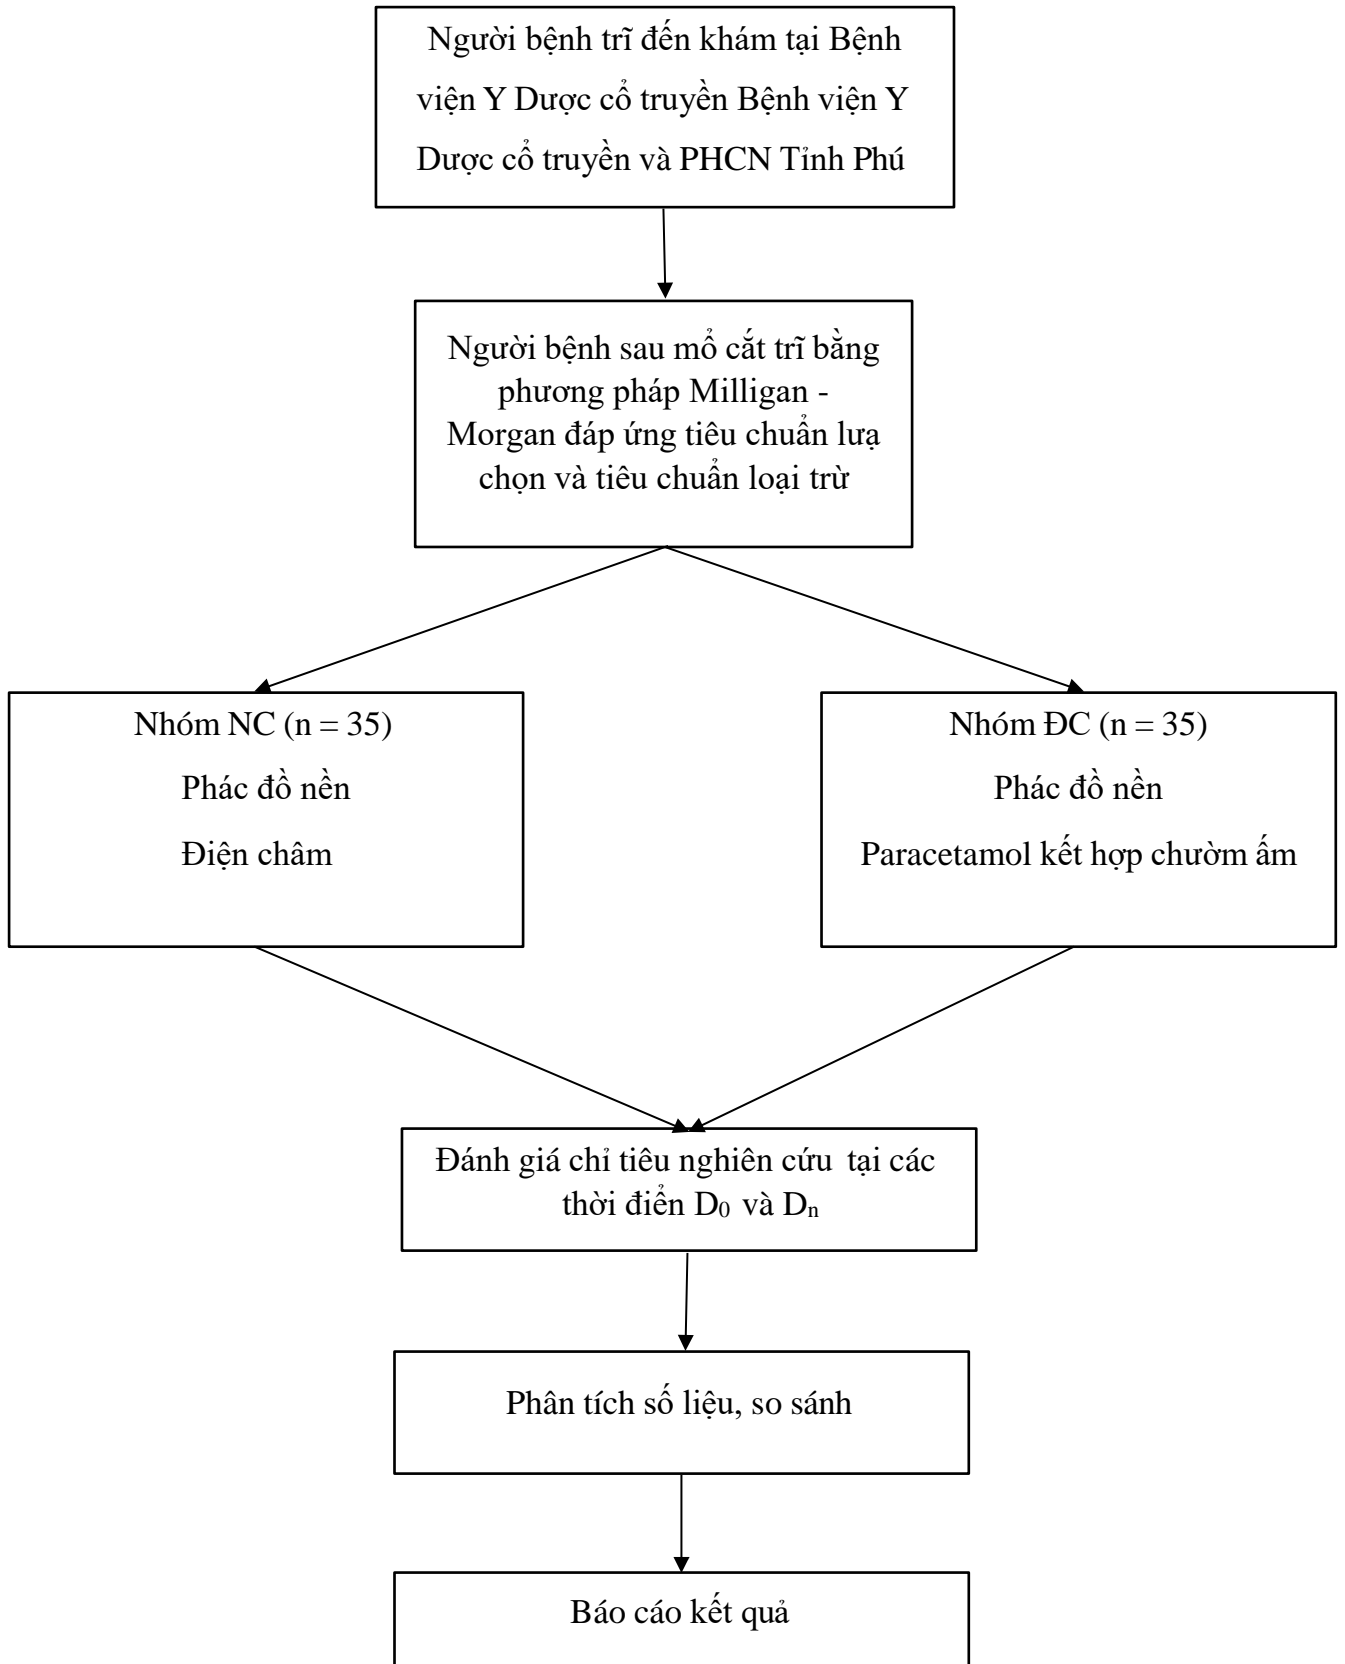 Người bệnh trĩ đến khám tại Bệnh
viện Y Dược cổ truyền Bệnh viện Y
Dược cổ truyền và PHCN Tỉnh Phú
Người bệnh sau mổ cắt trĩ bằng
phương pháp Milligan -
Morgan đáp ứng tiêu chuẩn lưạ
chọn và tiêu chuẩn loại trừ
Nhóm NC (n = 35)
Phác đồ nền
Điện châm
Nhóm ĐC (n = 35)
Phác đồ nền
Paracetamol kết hợp chườm ấm
Đánh giá chỉ tiêu nghiên cứu tại các
thời điển D₀ và Dₙ
Phân tích số liệu, so sánh
Báo cáo kết quả